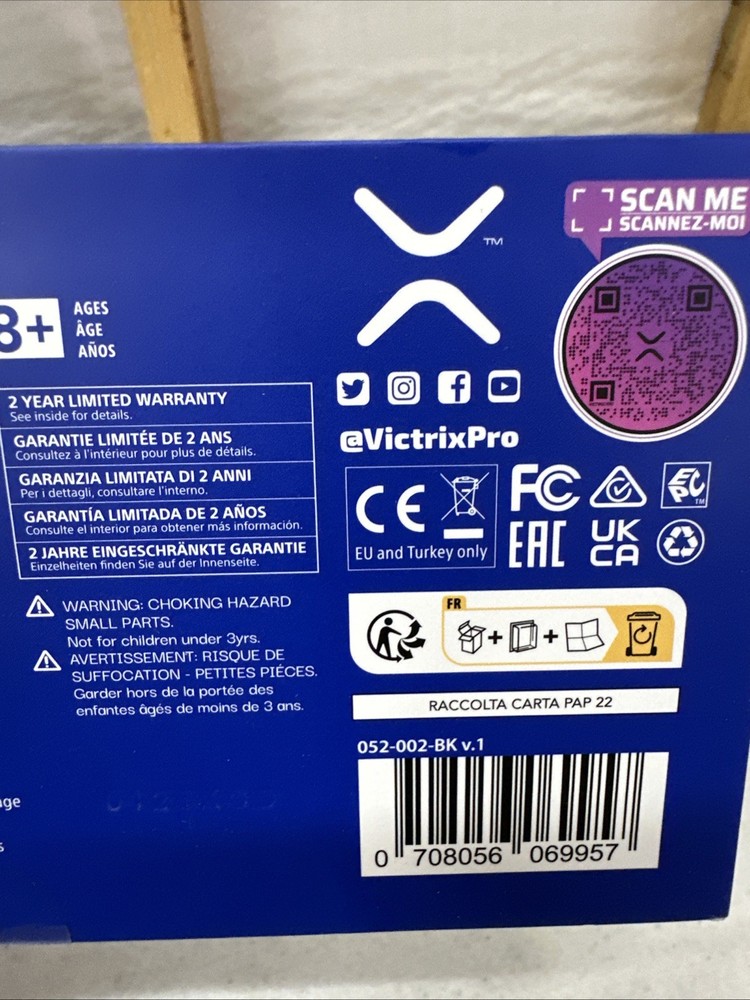 SCAN ME
SCANNEZ-MOI
8+
AGES
ÂGE
AÑOS
TM
2 YEAR LIMITED WARRANTY
See inside for details.
GARANTIE LIMITÉE DE 2 ANS
Consultez à l'intérieur pour plus de détails.
GARANZIA LIMITATA DI 2 ANNI
Per i dettagli, consultare l'interno.
GARANTÍA LIMITADA DE 2 AÑOS
Consulte el interior para obtener más información.
2 JAHRE EINGESCHRÄNKTE GARANTIE
Einzelheiten finden Sie auf der Innenseite.
WARNING: CHOKING HAZARD
SMALL PARTS.
Not for children under 3yrs.
AVERTISSEMENT: RISQUE DE
SUFFOCATION - PETITES PIÉCES.
Garder hors de la portée des
enfantes âgés de moins de 3 ans.
@VictrixPro
CE
EU and Turkey only
FC
EPC
TM
EAC
UK
CA
FR
+ +
RACCOLTA CARTA PAP 22
052-002-BK v.1
0 708056 069957